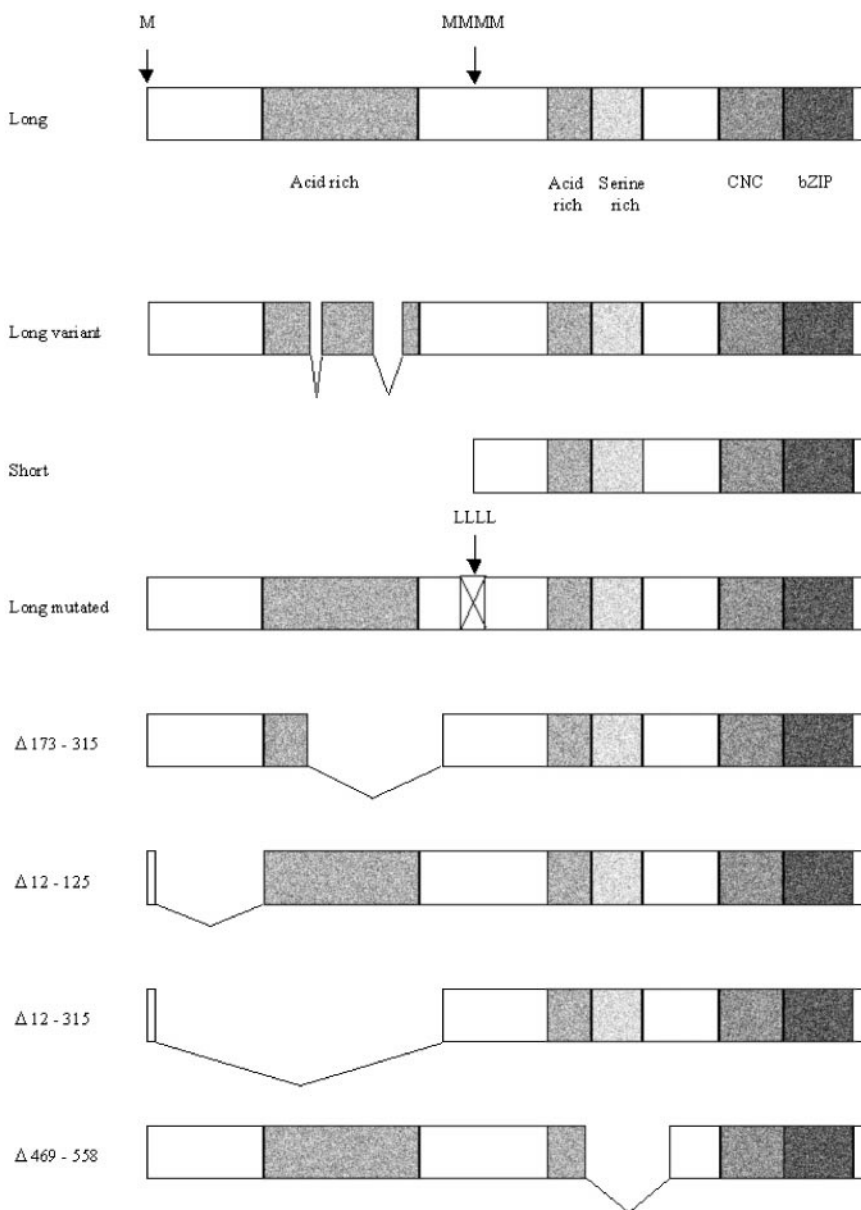 M MMMM
Long
Acid rich Acid Serine CNC bZIP
rich rich
Long variant
Short
LLLL
Long mutated
Δ 173 - 315
Δ 12 - 125
Δ 12 - 315
Δ 469 - 558